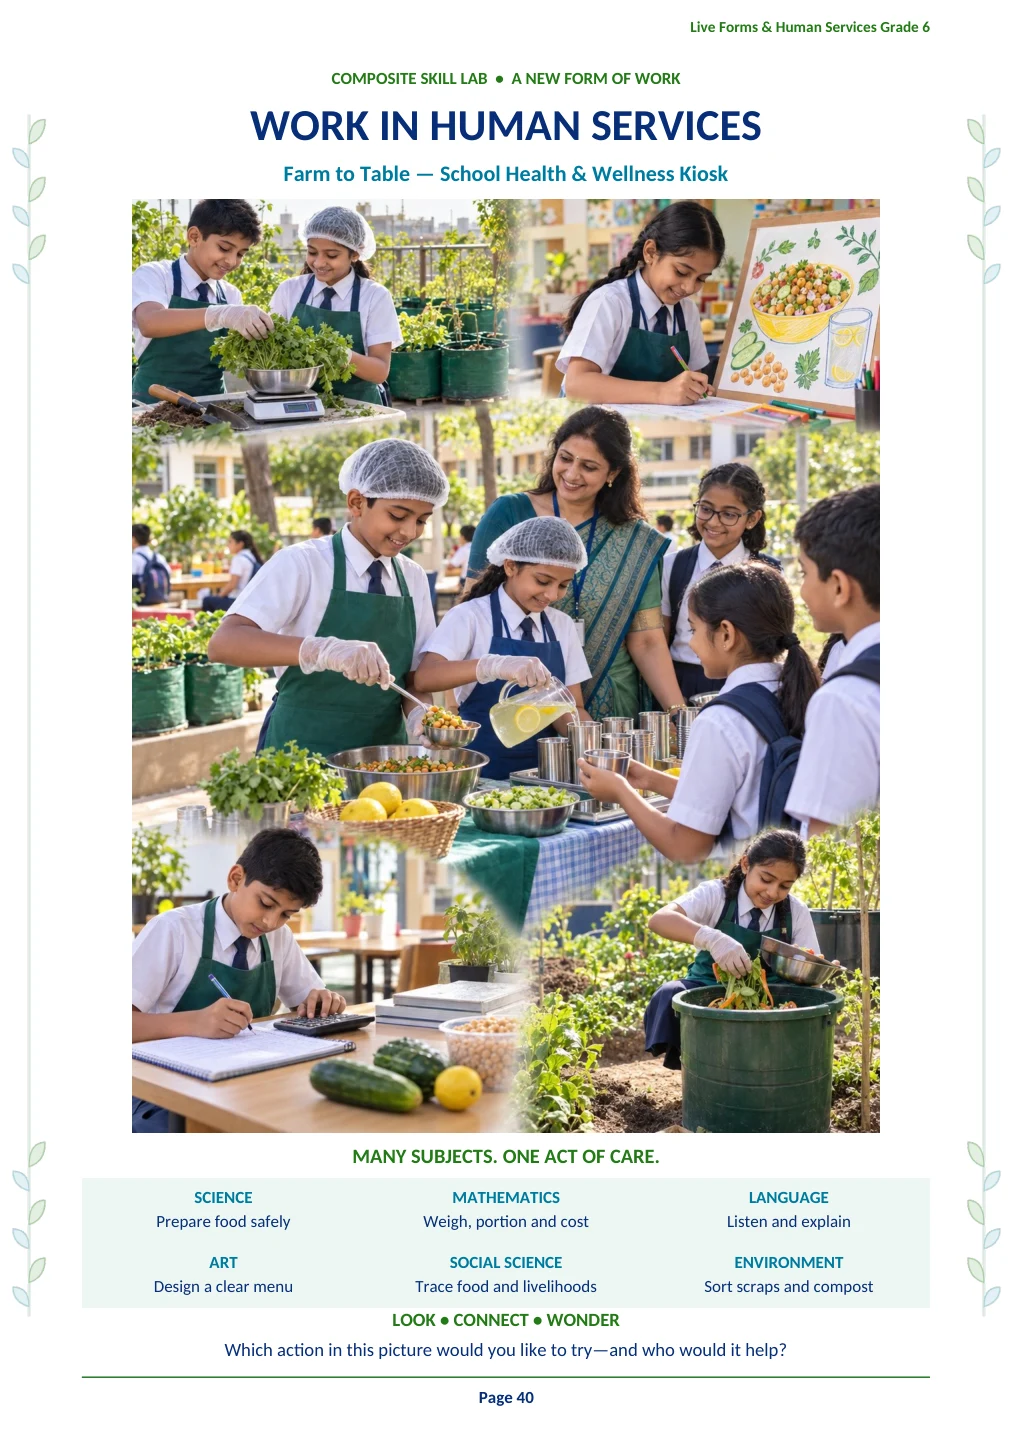 Live Forms & Human Services Grade 6
COMPOSITE SKILL LAB ● A NEW FORM OF WORK
WORK IN HUMAN SERVICES
Farm to Table — School Health & Wellness Kiosk
MANY SUBJECTS. ONE ACT OF CARE.
SCIENCE
Prepare food safely
MATHEMATICS
Weigh, portion and cost
LANGUAGE
Listen and explain
ART
Design a clear menu
SOCIAL SCIENCE
Trace food and livelihoods
ENVIRONMENT
Sort scraps and compost
LOOK ● CONNECT ● WONDER
Which action in this picture would you like to try—and who would it help?
Page 40